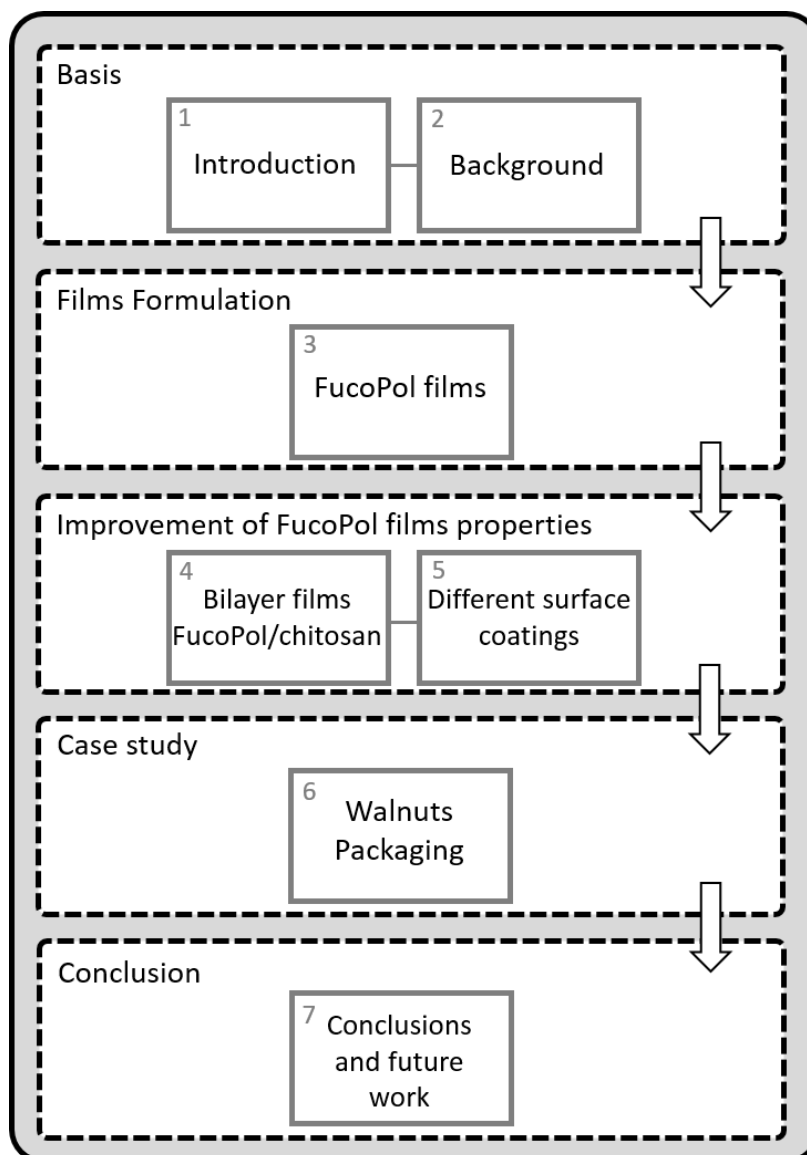 Basis
1
Introduction
2
Background
Films Formulation
3
FucoPol films
Improvement of FucoPol films properties
4
Bilayer films
FucoPol/chitosan
5
Different surface
coatings
Case study
6
Walnuts
Packaging
Conclusion
7
Conclusions
and future
work